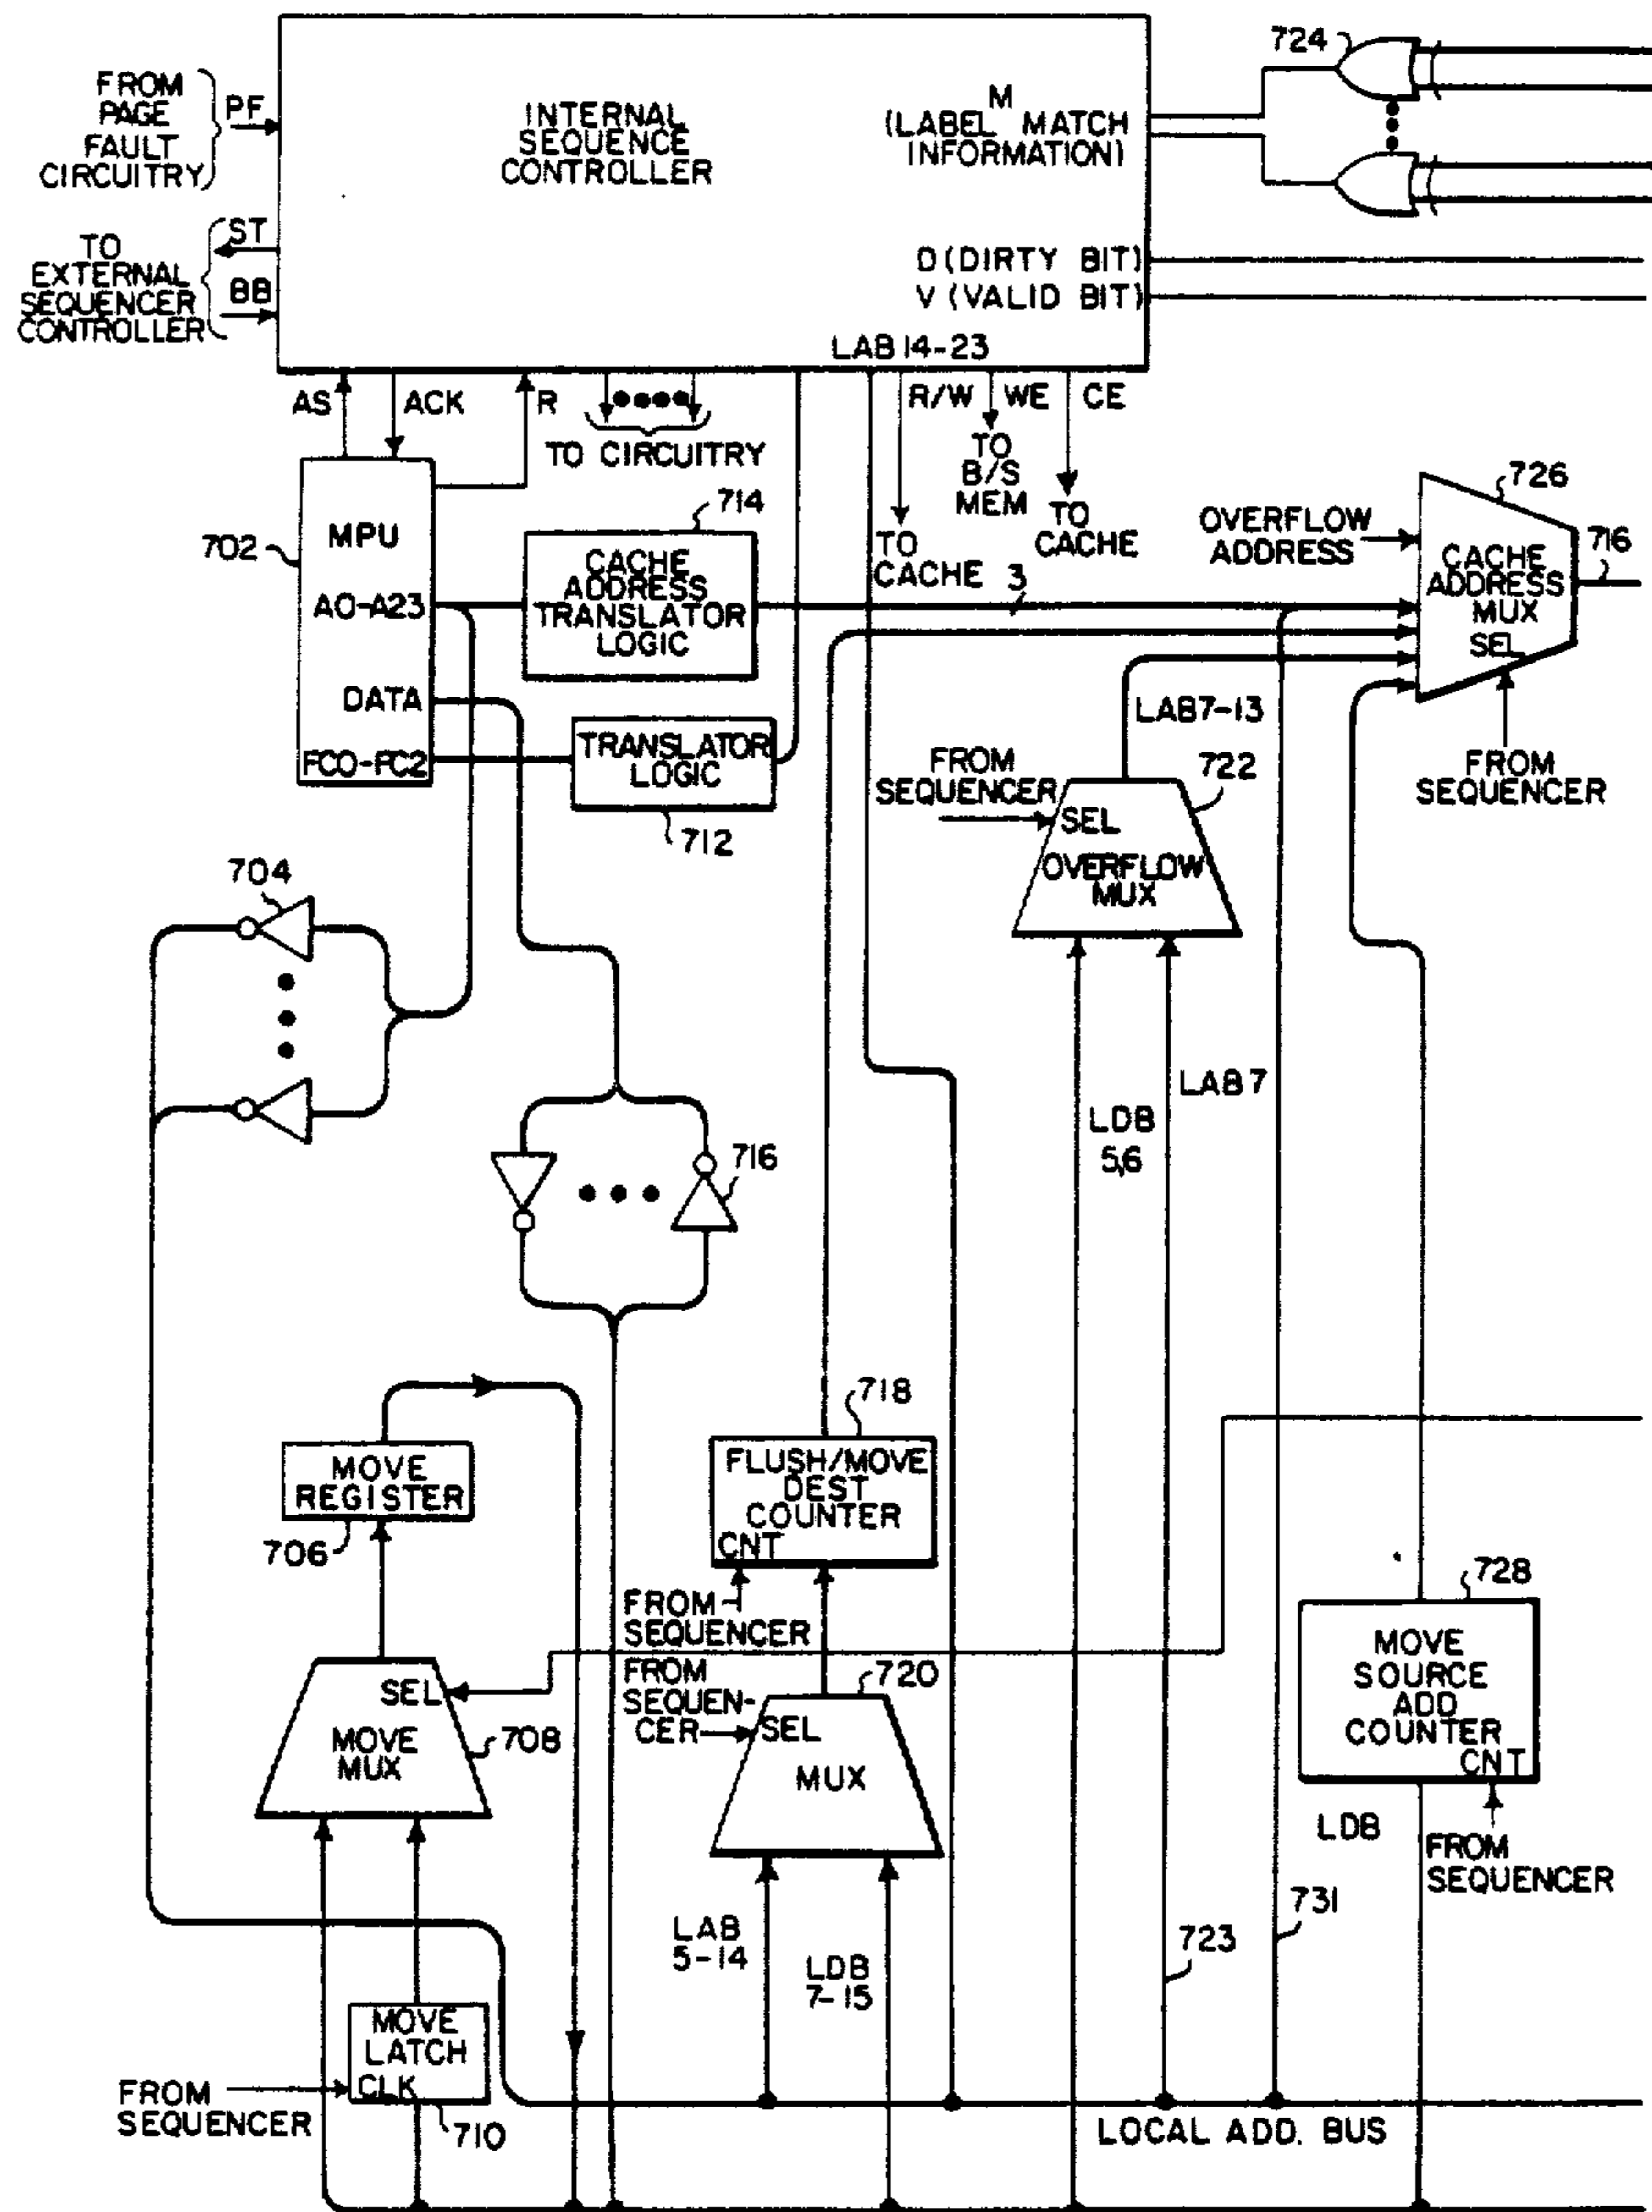 FROM
PAGE
FAULT
CIRCUITRY
PF
INTERNAL
SEQUENCE
CONTROLLER
M
(LABEL MATCH
INFORMATION)
724
TO
EXTERNAL
SEQUENCER
CONTROLLER
ST
BB
D (DIRTY BIT)
V (VALID BIT)
LAB 14-23
AS
ACK
R
TO CIRCUITRY
R/W
WE
CE
TO
CACHE
TO
B/S
MEM
TO
CACHE
702
MPU
A0-A23
DATA
FC0-FC2
714
CACHE
ADDRESS
TRANSLATOR
LOGIC
3
TRANSLATOR
LOGIC
712
OVERFLOW
ADDRESS
726
CACHE
ADDRESS
MUX
SEL
716
FROM
SEQUENCER
LAB7-13
FROM
SEQUENCER
722
SEL
OVERFLOW
MUX
704
LDB
5,6
LAB 7
716
718
FLUSH/MOVE
DEST
COUNTER
CNT
FROM
SEQUENCER
MOVE
REGISTER
706
728
MOVE
SOURCE
ADD
COUNTER
CNT
LDB
FROM
SEQUENCER
SEL
MOVE
MUX
708
FROM
SEQUEN-
CER
720
SEL
MUX
LAB
5-14
LDB
7-15
723
731
MOVE
LATCH
CLK
710
FROM
SEQUENCER
LOCAL ADD. BUS